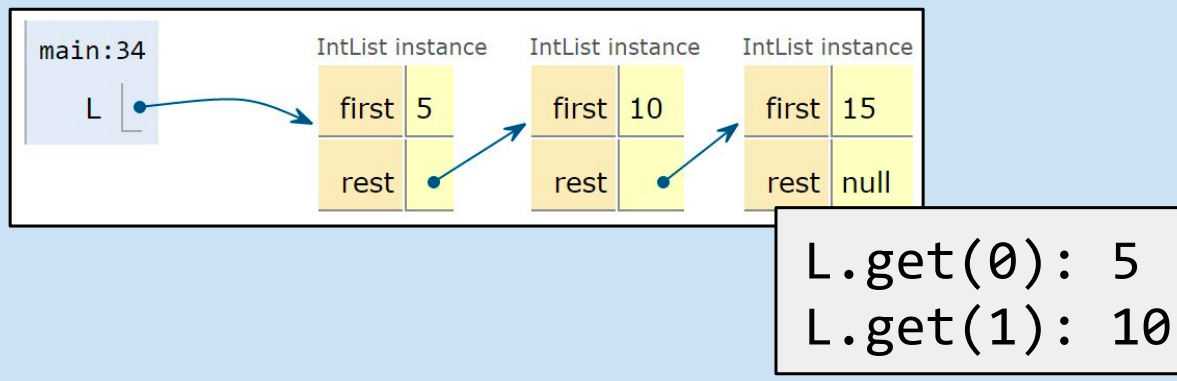 main:34
L
IntList instance
first 5
rest
IntList instance
first 10
rest
IntList instance
first 15
rest null
L.get(0): 5
L.get(1): 10